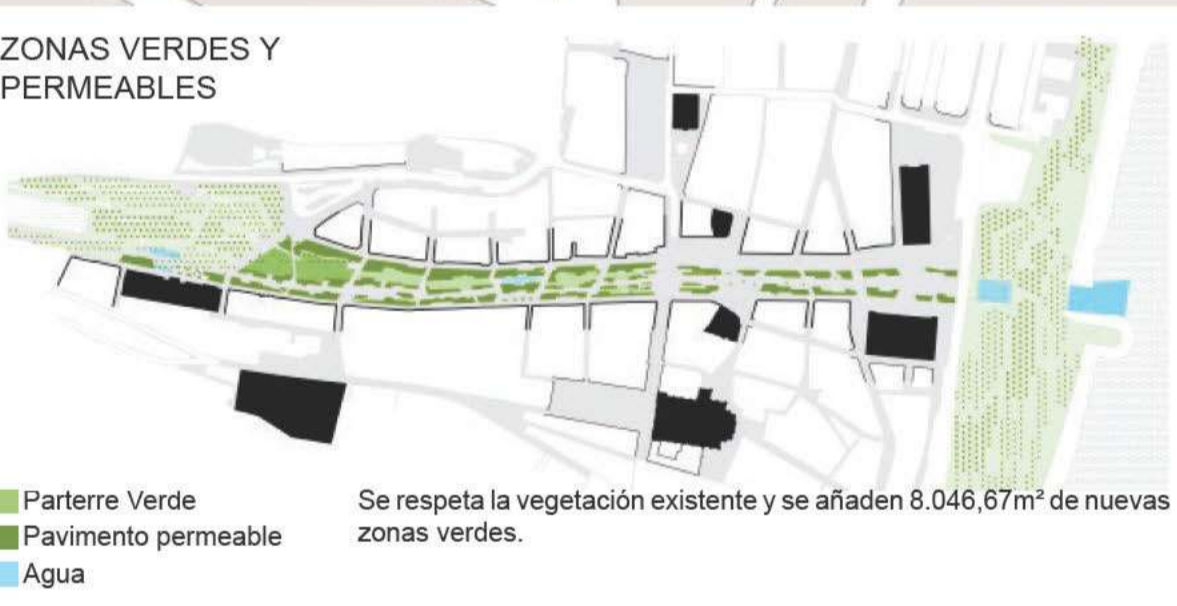 ZONAS VERDES Y
PERMEABLES
Parterre Verde
Pavimento permeable
Agua
Se respeta la vegetación existente y se añaden 8.046,67m² de nuevas
zonas verdes.